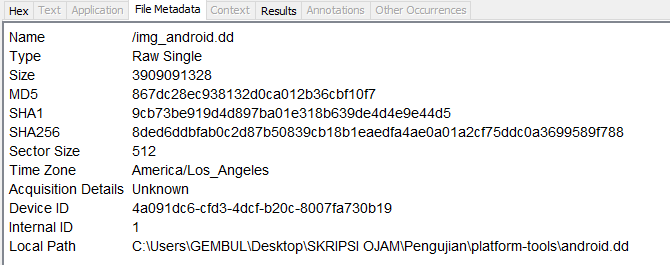 Hex Text Application File Metadata Context Results Annotations Other Occurrences
Name /img_android.dd
Type Raw Single
Size 3909091328
MD5 867dc28ec938132d0ca012b36cbf10f7
SHA1 9cb73be919d4d897ba01e318b639de4d4e9e44d5
SHA256 8ded6ddbfab0c2d87b50839cb18b1eaedfa4ae0a01a2cf75ddc0a3699589f788
Sector Size 512
Time Zone America/Los_Angeles
Acquisition Details Unknown
Device ID 4a091dc6-cfd3-4dcf-b20c-8007fa730b19
Internal ID 1
Local Path C:\Users\GEMBUL\Desktop\SKRIPSI OJAM\Pengujian\platform-tools\android.dd